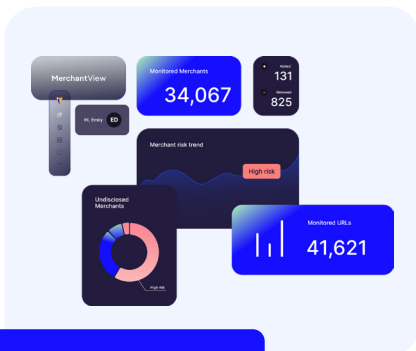 MerchantView
Hi, Emily
ED
Monitored Merchants
34,067
Added
131
Removed
825
Merchant risk trend
High risk
Undisclosed
Merchants
High risk
Monitored URLs
41,621